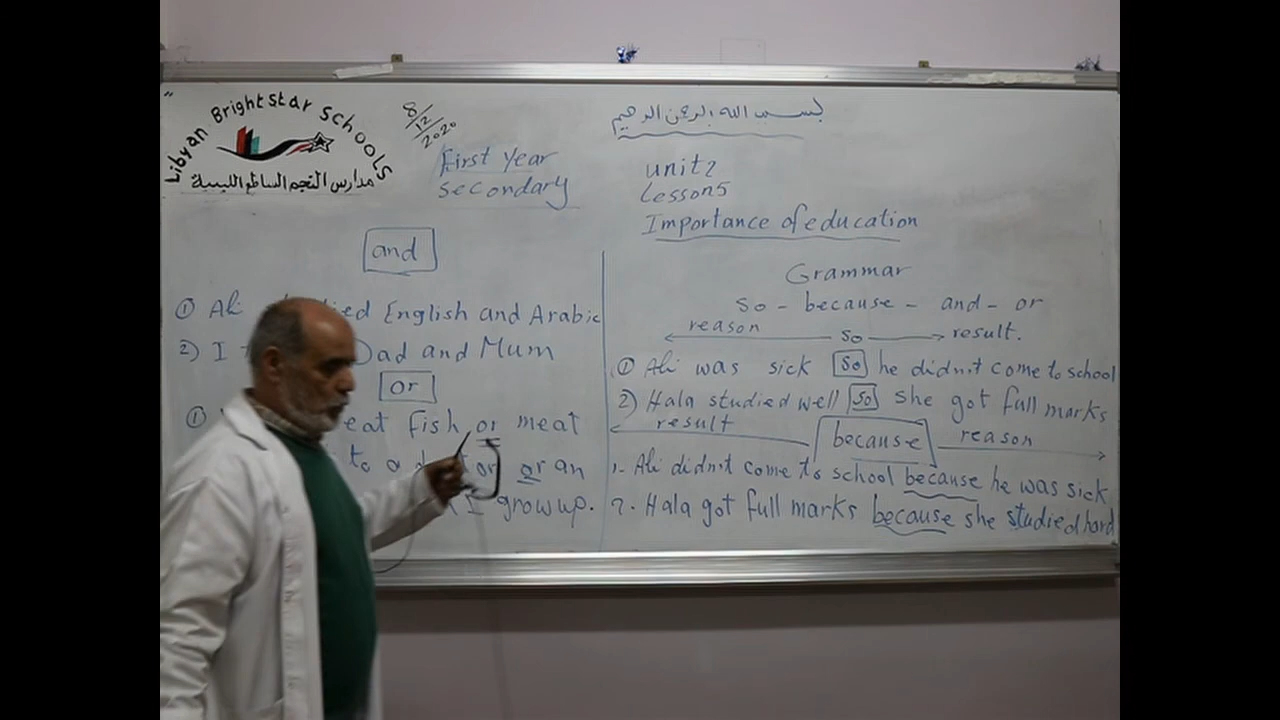 Libyan Bright Star Schools
مدارس النجم الساطع الليبية
8/12/2020
First Year
Secondary
بسم الله الرحمن الرحيم
Unit 2
Lesson 5
Importance of education
and
① Ali English and Arabic
2) I Dad and Mum
or
① eat fish or meat
to a or an
I grow up.
Grammar
So - because - and - or
reason so result.
① Ali was sick so he didn't come to school
2) Hala studied well so she got full marks
result because reason
1. Ali didn't come to school because he was sick
2. Hala got full marks because she studied hard